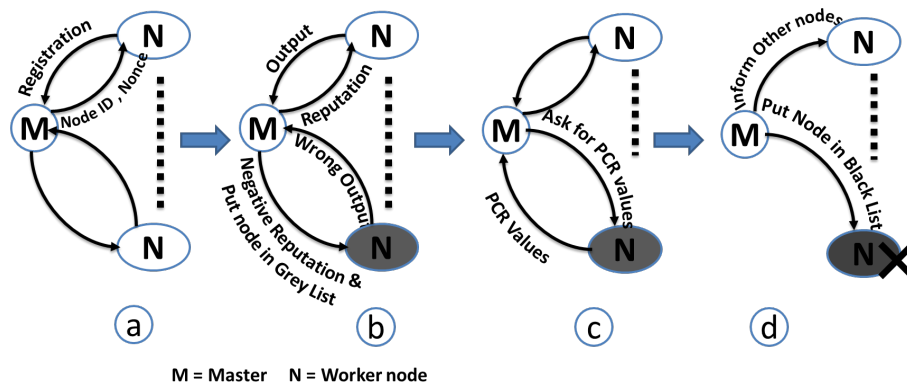 N
Registration
Node ID , Nonce
M
N
a
N
Output
Reputation
M
Wrong Output
Negative Reputation &
Put node in Grey List
N
b
N
M
Ask for PCR values
PCR Values
N
c
N
Inform Other nodes
M
Put Node in Black List
N
d
M = Master N = Worker node